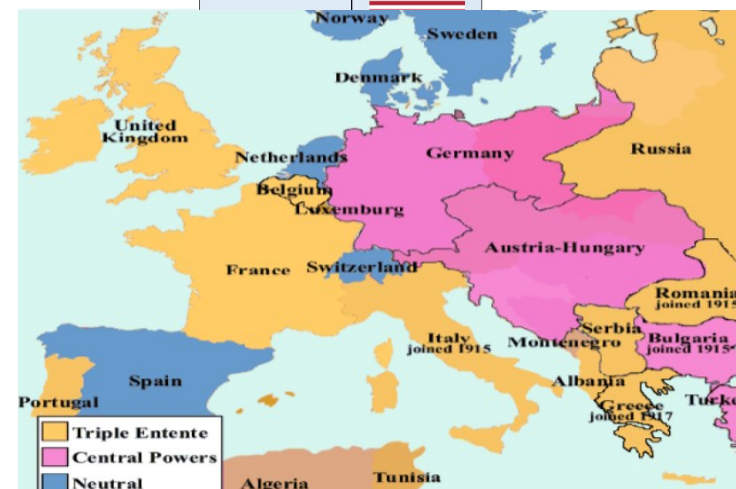 Norway
Sweden
Denmark
United
Kingdom
Netherlands
Germany
Russia
Belgium
Luxemburg
Austria-Hungary
France
Switzerland
Romania
joined 1915
Serbia
Italy
joined 1915
Montenegro
Bulgaria
joined 1915
Spain
Albania
Portugal
Greece
joined 1917
Turke
Triple Entente
Central Powers
Neutral
Algeria
Tunisia